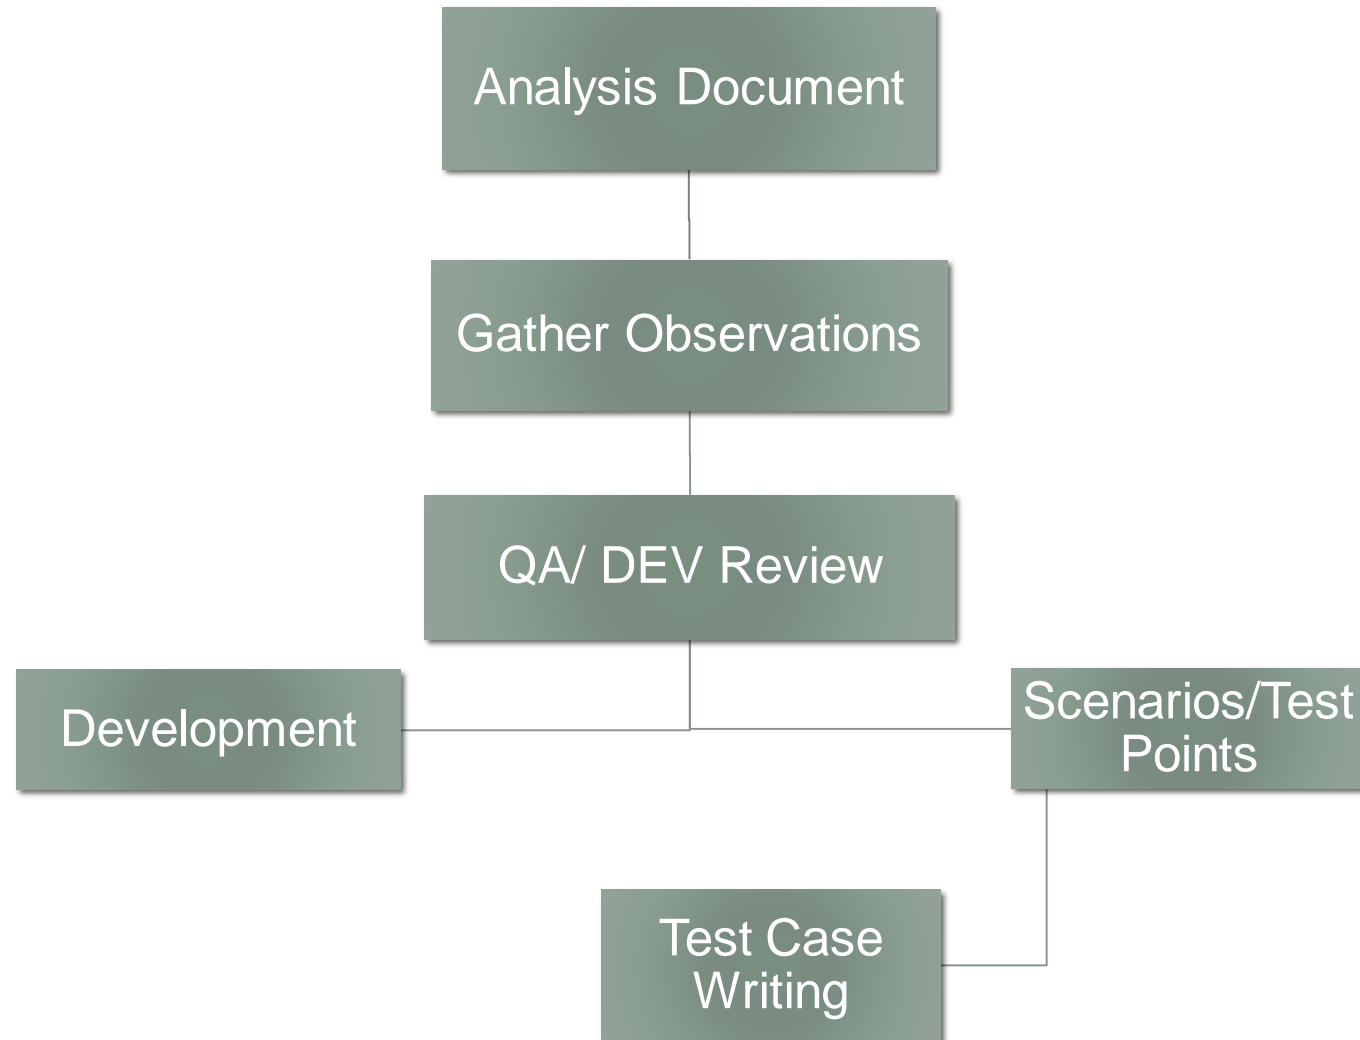 Analysis Document
Gather Observations
QA/ DEV Review
Development
Scenarios/Test
Points
Test Case
Writing